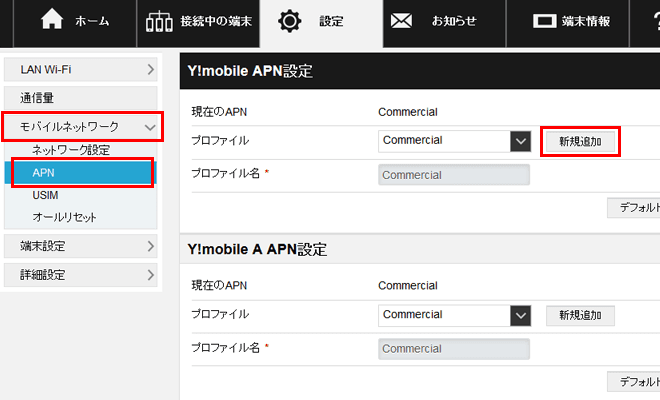 ホーム
接続中の端末
設定
お知らせ
端末情報
?
LAN Wi-Fi
通信量
モバイルネットワーク
ネットワーク設定
APN
USIM
オールリセット
端末設定
詳細設定
Y!mobile APN設定
現在のAPN Commercial
プロファイル Commercial 新規追加
プロファイル名 * Commercial
デフォルト
Y!mobile A APN設定
現在のAPN Commercial
プロファイル Commercial 新規追加
プロファイル名 * Commercial
デフォルト